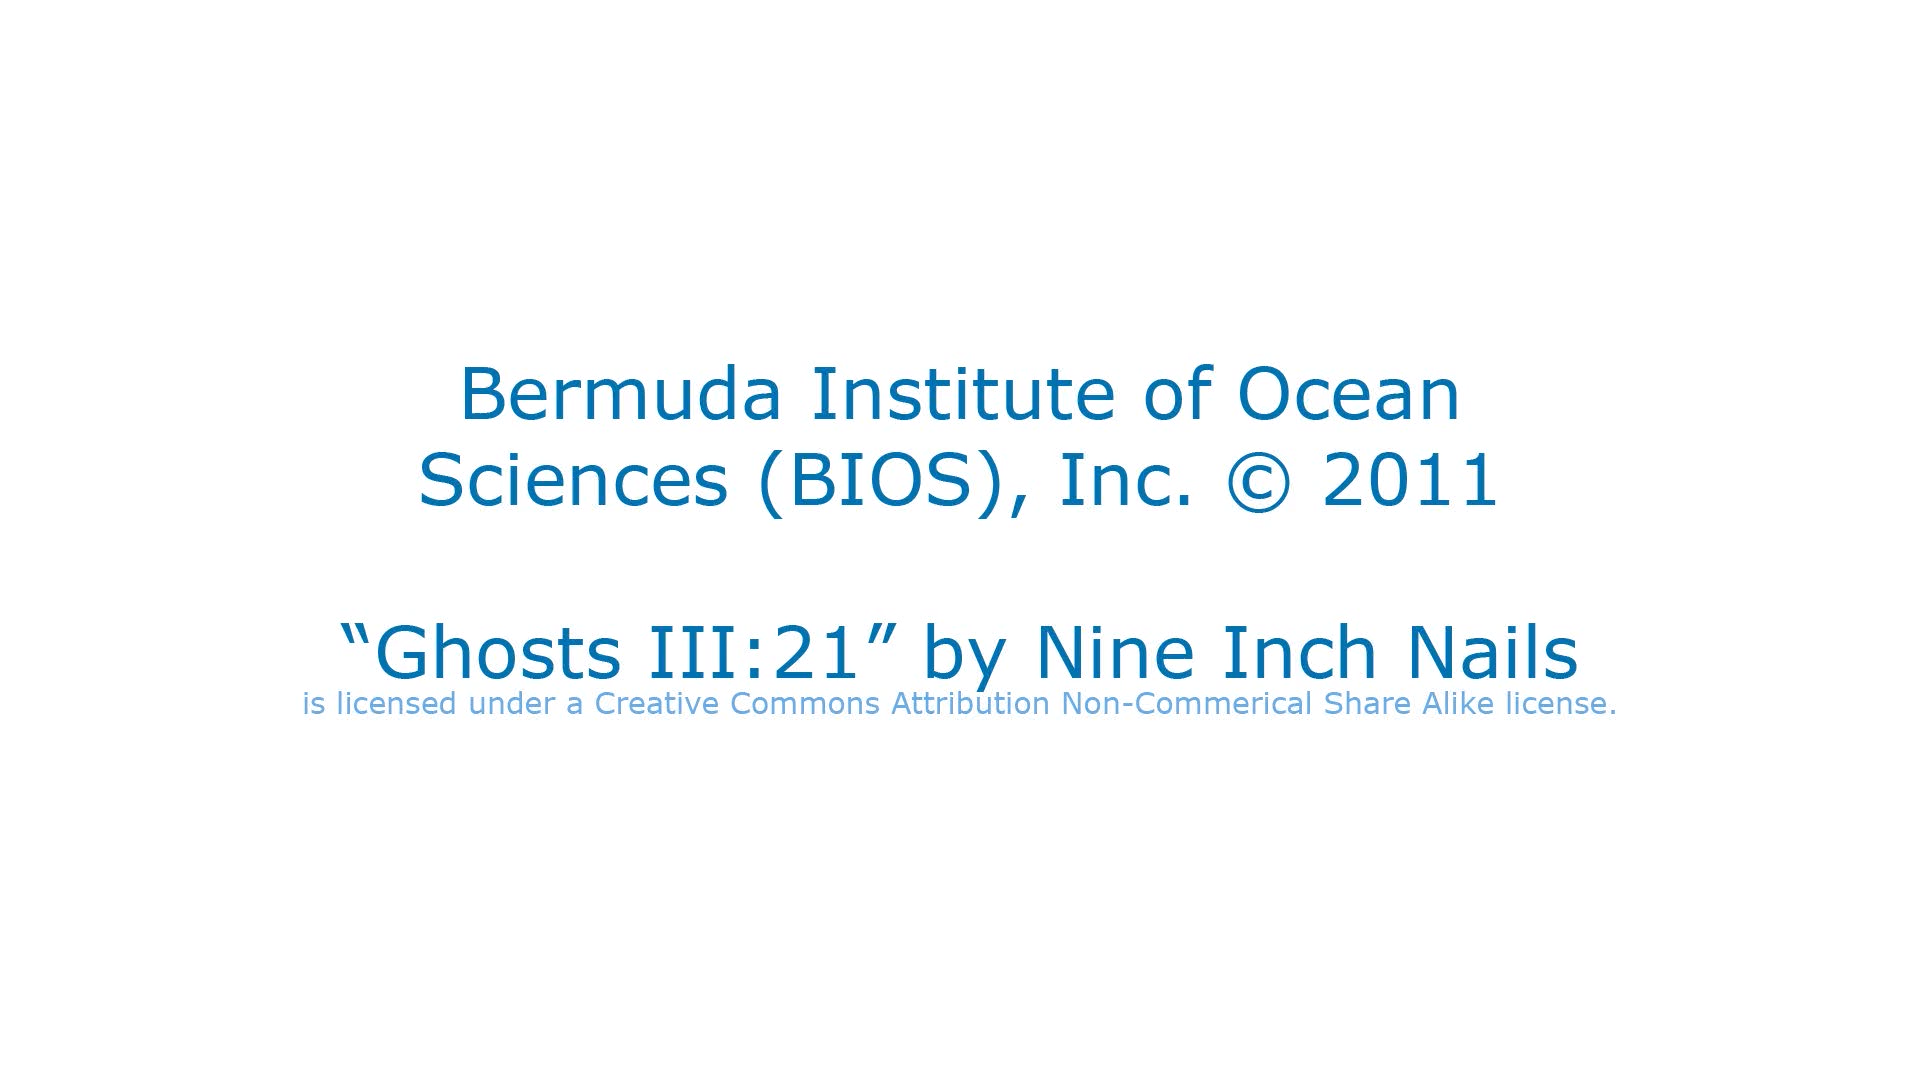 Bermuda Institute of Ocean
Sciences (BIOS), Inc. © 2011
“Ghosts III:21” by Nine Inch Nails
is licensed under a Creative Commons Attribution Non-Commerical Share Alike license.